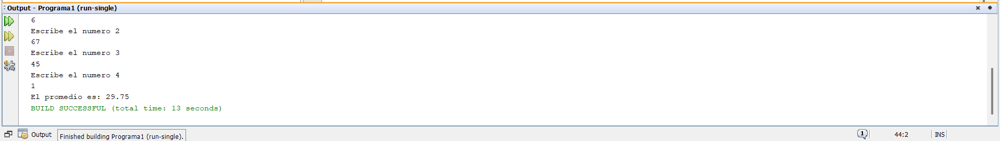 Output - Programa1 (run-single)
6
Escribe el numero 2
67
Escribe el numero 3
45
Escribe el numero 4
1
El promedio es: 29.75
BUILD SUCCESSFUL (total time: 13 seconds)
Output
Finished building Programa1 (run-single).
1
44:2
INS